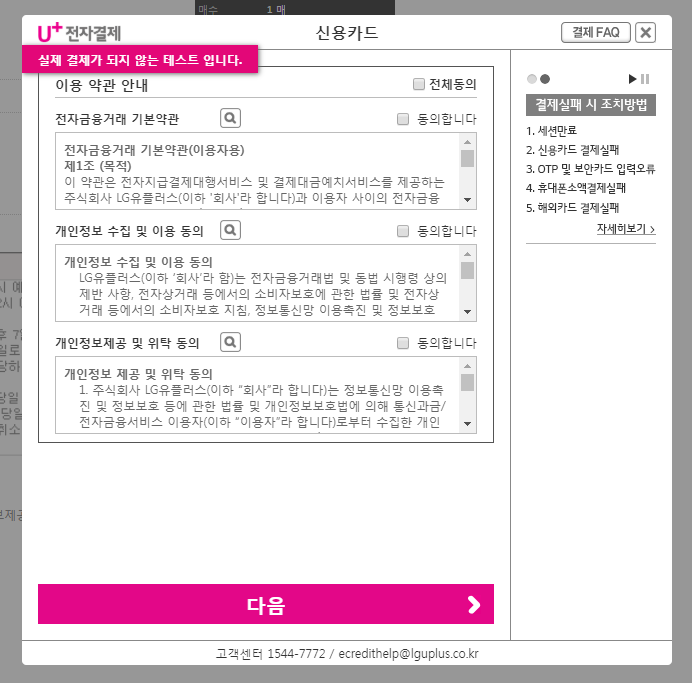 매수 1 매
U+ 전자결제
신용카드
결제 FAQ
실제 결제가 되지 않는 테스트 입니다.
이용 약관 안내
전체동의
전자금융거래 기본약관
동의합니다
전자금융거래 기본약관(이용자용)
제1조 (목적)
이 약관은 전자지급결제대행서비스 및 결제대금예치서비스를 제공하는
주식회사 LG유플러스(이하 '회사'라 합니다)과 이용자 사이의 전자금융
개인정보 수집 및 이용 동의
동의합니다
개인정보 수집 및 이용 동의
LG유플러스(이하 ‘회사’라 함)는 전자금융거래법 및 동법 시행령 상의
제반 사항, 전자상거래 등에서의 소비자보호에 관한 법률 및 전자상
거래 등에서의 소비자보호 지침, 정보통신망 이용촉진 및 정보보호
개인정보제공 및 위탁 동의
동의합니다
개인정보 제공 및 위탁 동의
1. 주식회사 LG유플러스(이하 “회사”라 합니다)는 정보통신망 이용촉
진 및 정보보호 등에 관한 법률 및 개인정보보호법에 의해 통신과금/
전자금융서비스 이용자(이하 “이용자”라 합니다)로부터 수집한 개인
다음
결제실패 시 조치방법
1. 세션만료
2. 신용카드 결제실패
3. OTP 및 보안카드 입력오류
4. 휴대폰소액결제실패
5. 해외카드 결제실패
자세히보기 >
고객센터 1544-7772 / ecredithelp@lguplus.co.kr